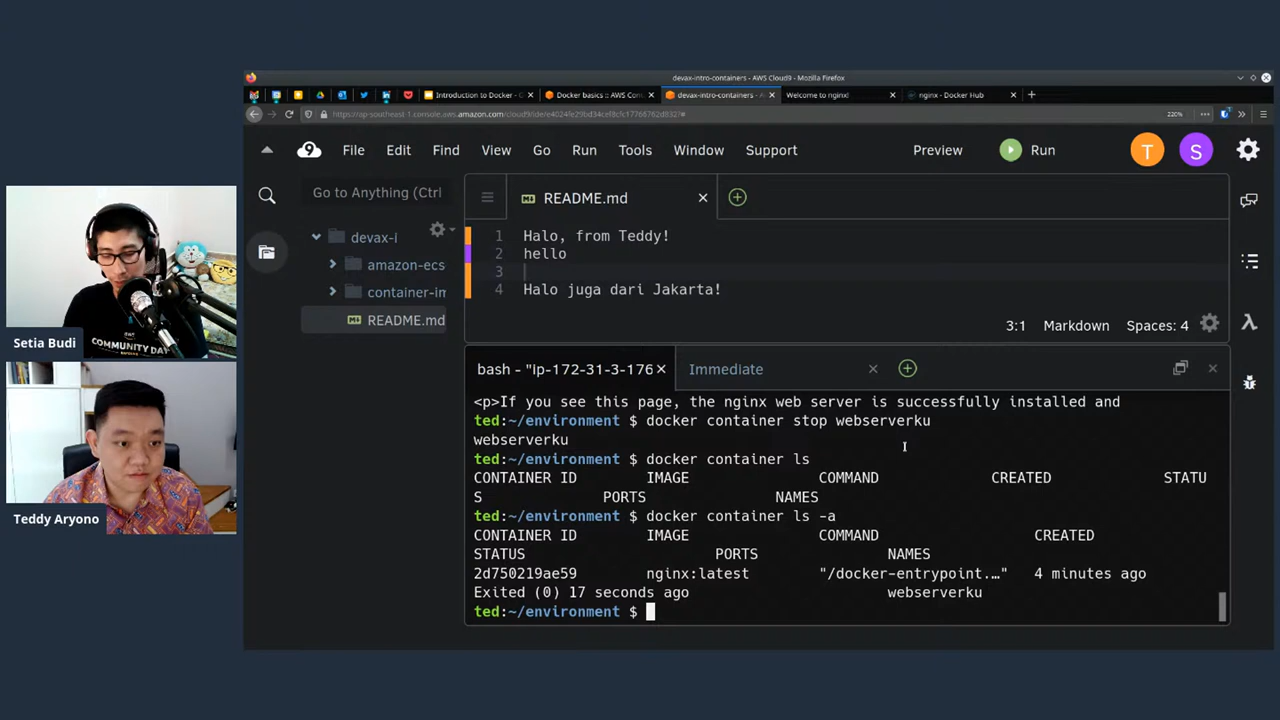 devax-intro-containers - AWS Cloud9 - Mozilla Firefox
Introduction to Docker - G
Docker basics :: AWS Con
devax-intro-containers - A
Welcome to nginx!
nginx - Docker Hub
220%
9
File
Edit
Find
View
Go
Run
Tools
Window
Support
Preview
Run
T
S
Go to Anything (Ctrl
README.md
devax-i
amazon-ecs
container-im
README.md
1 Halo, from Teddy!
2 hello
3
4 Halo juga dari Jakarta!
3:1 Markdown Spaces: 4
Setia Budi
COMMUNITY DAY
Teddy Aryono
bash - "ip-172-31-3-176
Immediate
<p>If you see this page, the nginx web server is successfully installed and
ted:~/environment $ docker container stop webserverku
webserverku
ted:~/environment $ docker container ls
CONTAINER ID IMAGE COMMAND CREATED STATU
S PORTS NAMES
ted:~/environment $ docker container ls -a
CONTAINER ID IMAGE COMMAND CREATED
STATUS PORTS NAMES
2d750219ae59 nginx:latest "/docker-entrypoint.…" 4 minutes ago
Exited (0) 17 seconds ago webserverku
ted:~/environment $